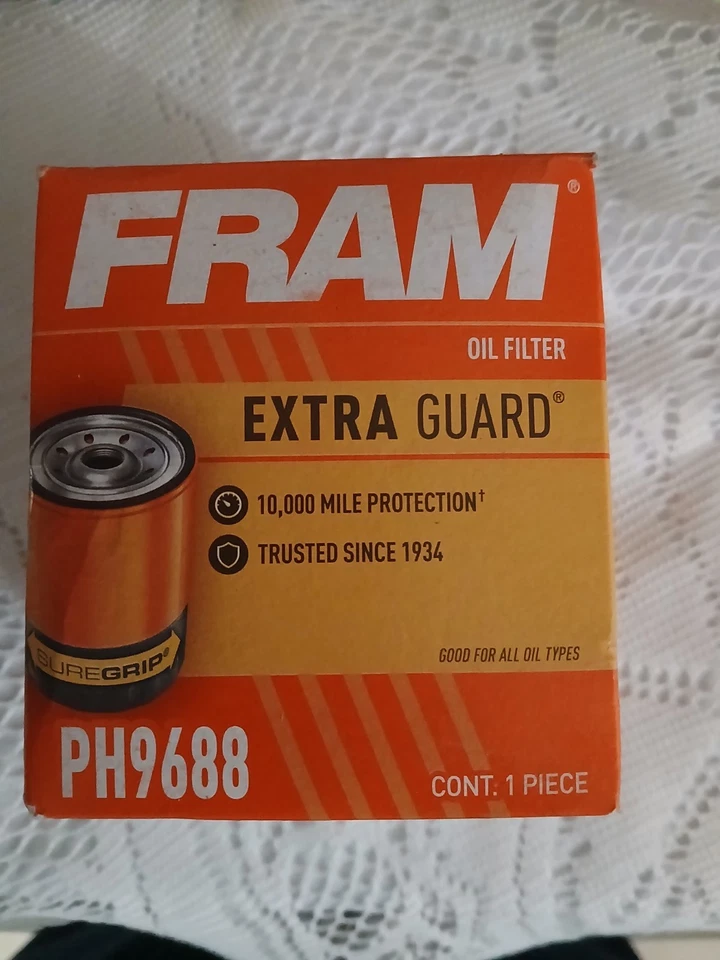 FRAM®
OIL FILTER
EXTRA GUARD®
10,000 MILE PROTECTION†
TRUSTED SINCE 1934
SUREGRIP®
GOOD FOR ALL OIL TYPES
PH9688
CONT. 1 PIECE